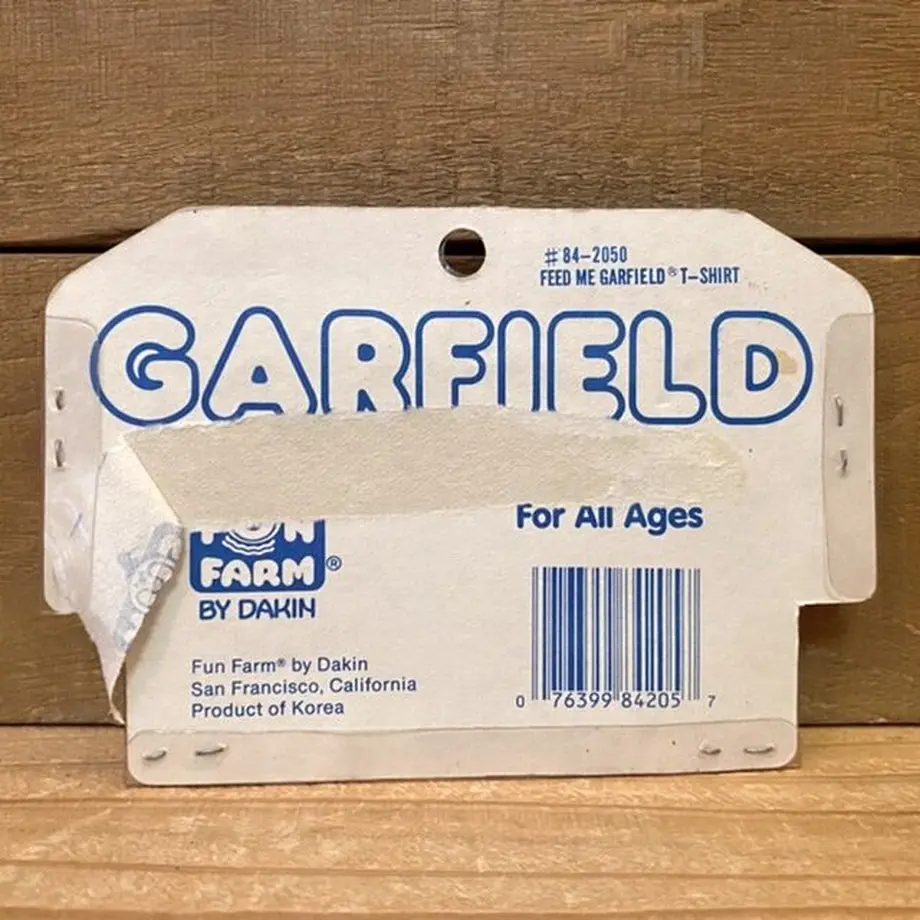 #84-2050
FEED ME GARFIELD® T-SHIRT
GARFIELD
For All Ages
FUN
FARM®
BY DAKIN
Fun Farm® by Dakin
San Francisco, California
Product of Korea
0 76399 84205 7